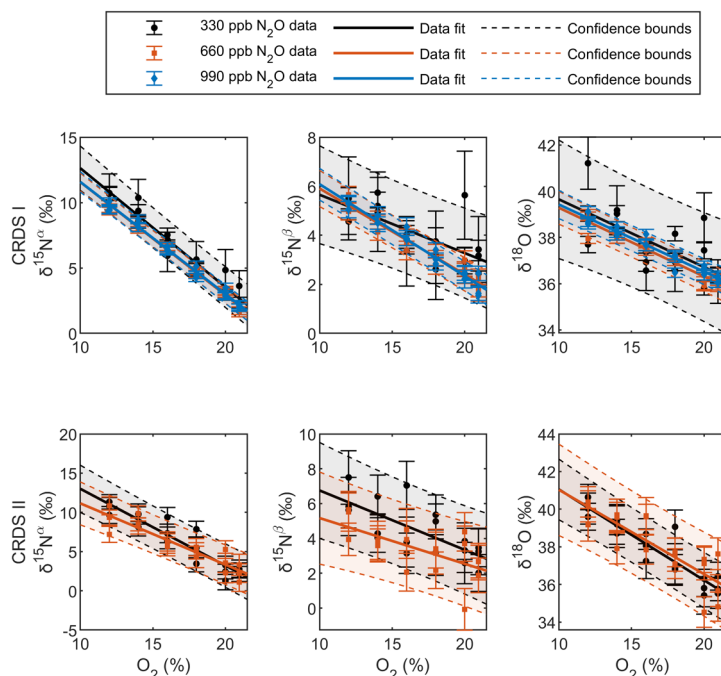 330 ppb N2O data Data fit Confidence bounds
660 ppb N2O data Data fit Confidence bounds
990 ppb N2O data Data fit Confidence bounds
CRDS I
δ15Nα (‰)
15
10
5
0
10 15 20
δ15Nβ (‰)
8
6
4
2
0
10 15 20
δ18O (‰)
42
40
38
36
34
10 15 20
CRDS II
δ15Nα (‰)
20
15
10
5
0
-5
10 15 20
O2 (%)
δ15Nβ (‰)
10
8
6
4
2
0
10 15 20
O2 (%)
δ18O (‰)
44
42
40
38
36
34
10 15 20
O2 (%)